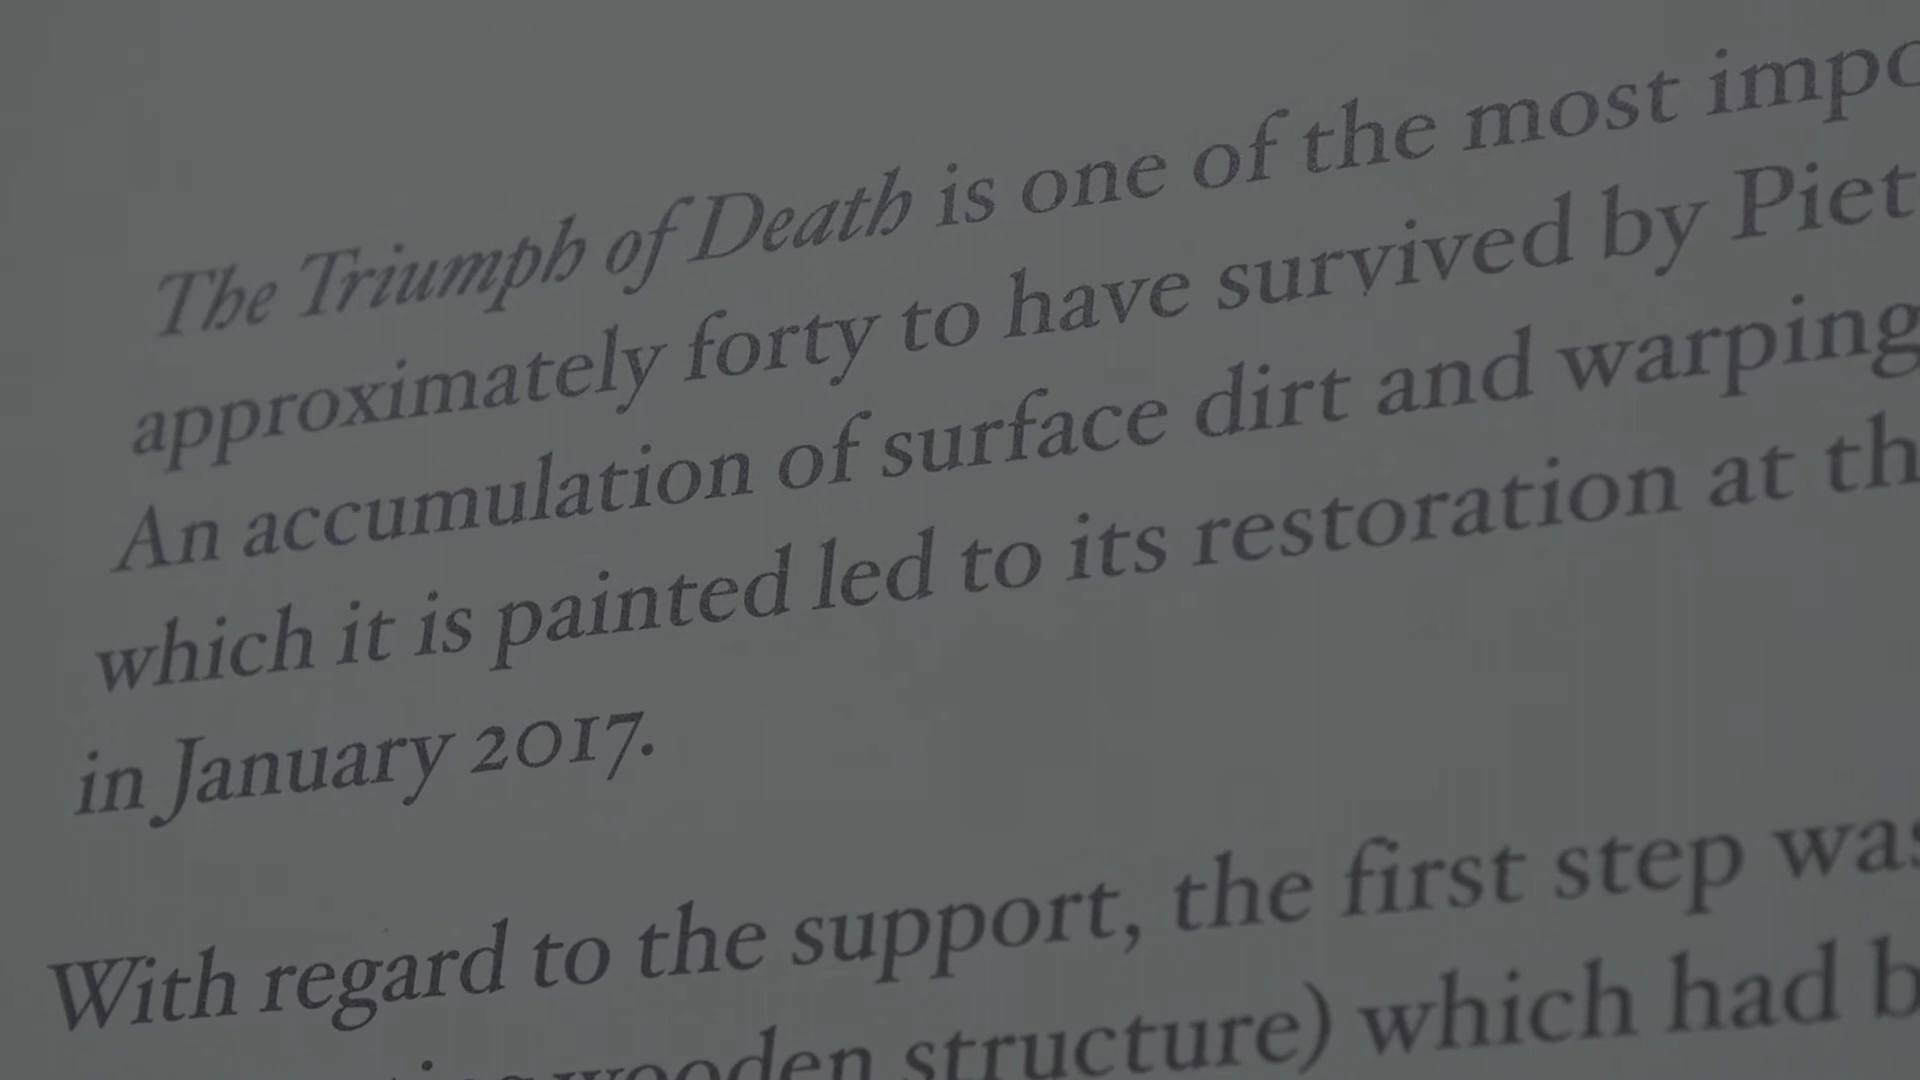 The Triumph of Death is one of the most impo
approximately forty to have survived by Piet
An accumulation of surface dirt and warping
which it is painted led to its restoration at th
in January 2017.
With regard to the support, the first step was
wooden structure) which had b